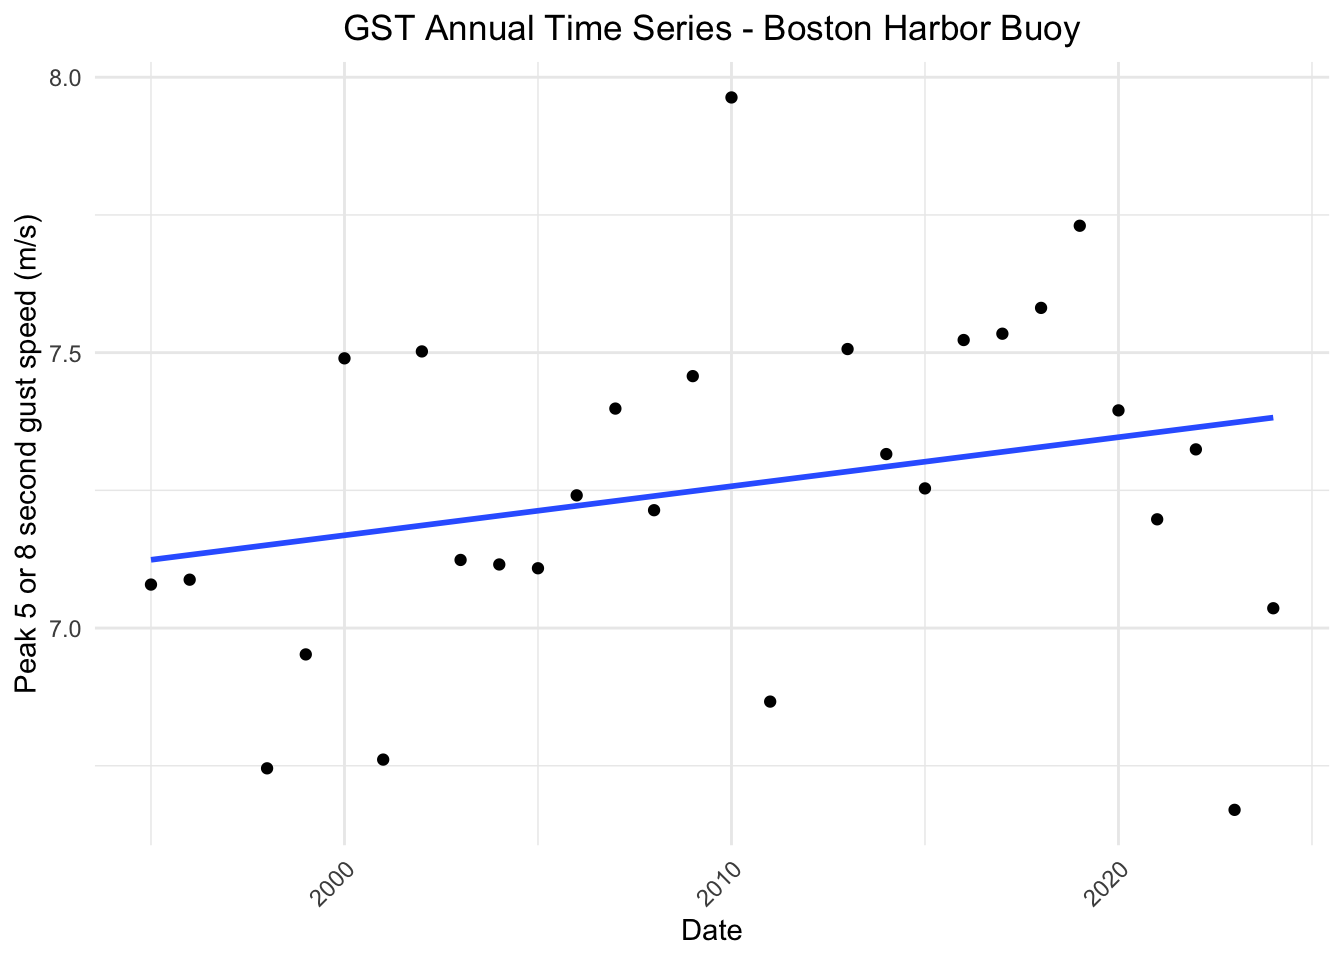 GST Annual Time Series - Boston Harbor Buoy
Peak 5 or 8 second gust speed (m/s)
8.0
7.5
7.0
2000
2010
2020
Date